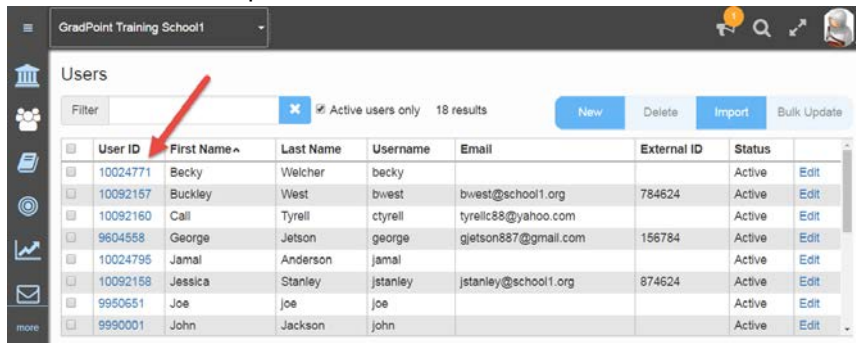 GradPoint Training School1
1
Users
Filter Active users only 18 results New Delete Import Bulk Update
User ID First Name Last Name Username Email External ID Status
10024771 Becky Welcher becky Active Edit
10092157 Buckley West bwest bwest@school1.org 784624 Active Edit
10092160 Call Tyrell ctyrell tyrellc88@yahoo.com Active Edit
9604558 George Jetson george gjetson887@gmail.com 156784 Active Edit
10024795 Jamal Anderson jamal Active Edit
10092158 Jessica Stanley jstanley jstanley@school1.org 874624 Active Edit
9950651 Joe joe joe Active Edit
9990001 John Jackson john Active Edit
more